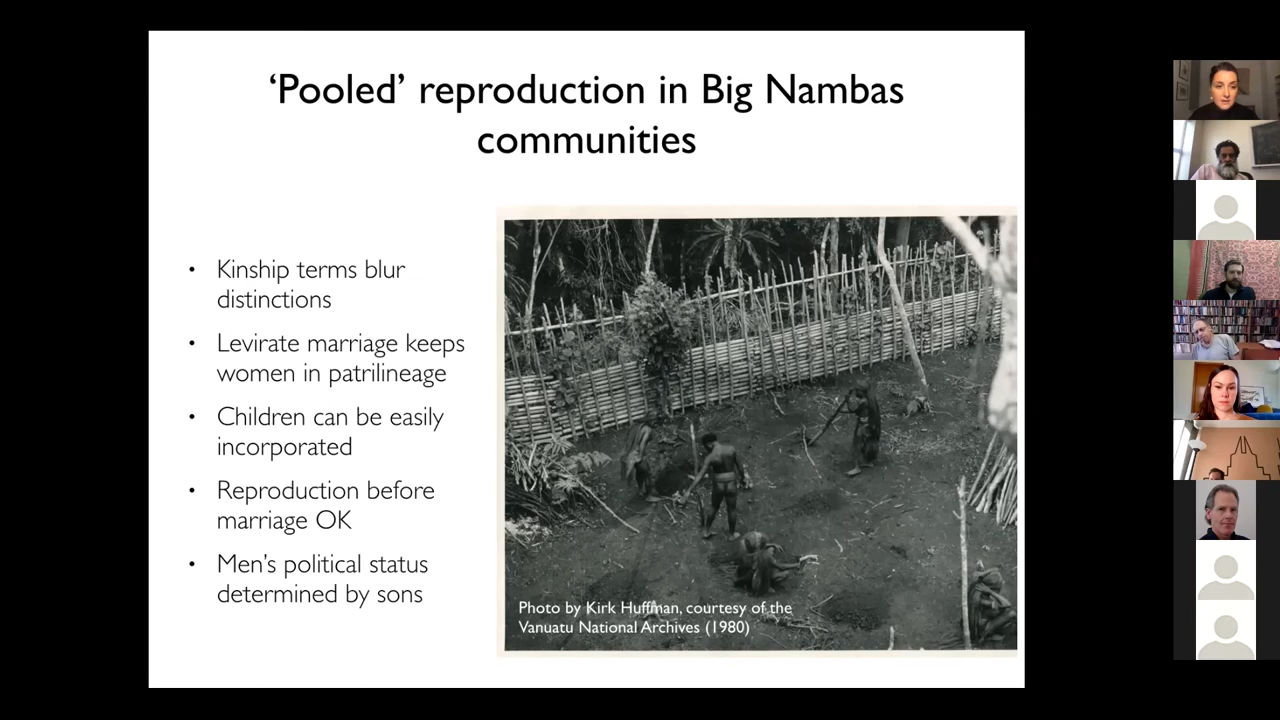 ‘Pooled’ reproduction in Big Nambas
communities
• Kinship terms blur
distinctions
• Levirate marriage keeps
women in patrilineage
• Children can be easily
incorporated
• Reproduction before
marriage OK
• Men’s political status
determined by sons
Photo by Kirk Huffman, courtesy of the
Vanuatu National Archives (1980)